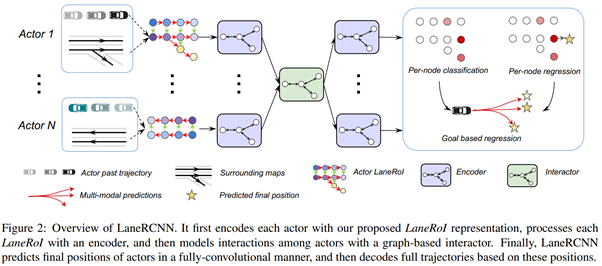 Actor 1
Actor N
Per-node classification
Per-node regression
Goal based regression
Actor past trajectory
Surrounding maps
Actor LaneRoI
Encoder
Interactor
Multi-modal predictions
Predicted final position
Figure 2: Overview of LaneRCNN. It first encodes each actor with our proposed LaneRoI representation, processes each
LaneRoI with an encoder, and then models interactions among actors with a graph-based interactor. Finally, LaneRCNN
predicts final positions of actors in a fully-convolutional manner, and then decodes full trajectories based on these positions.